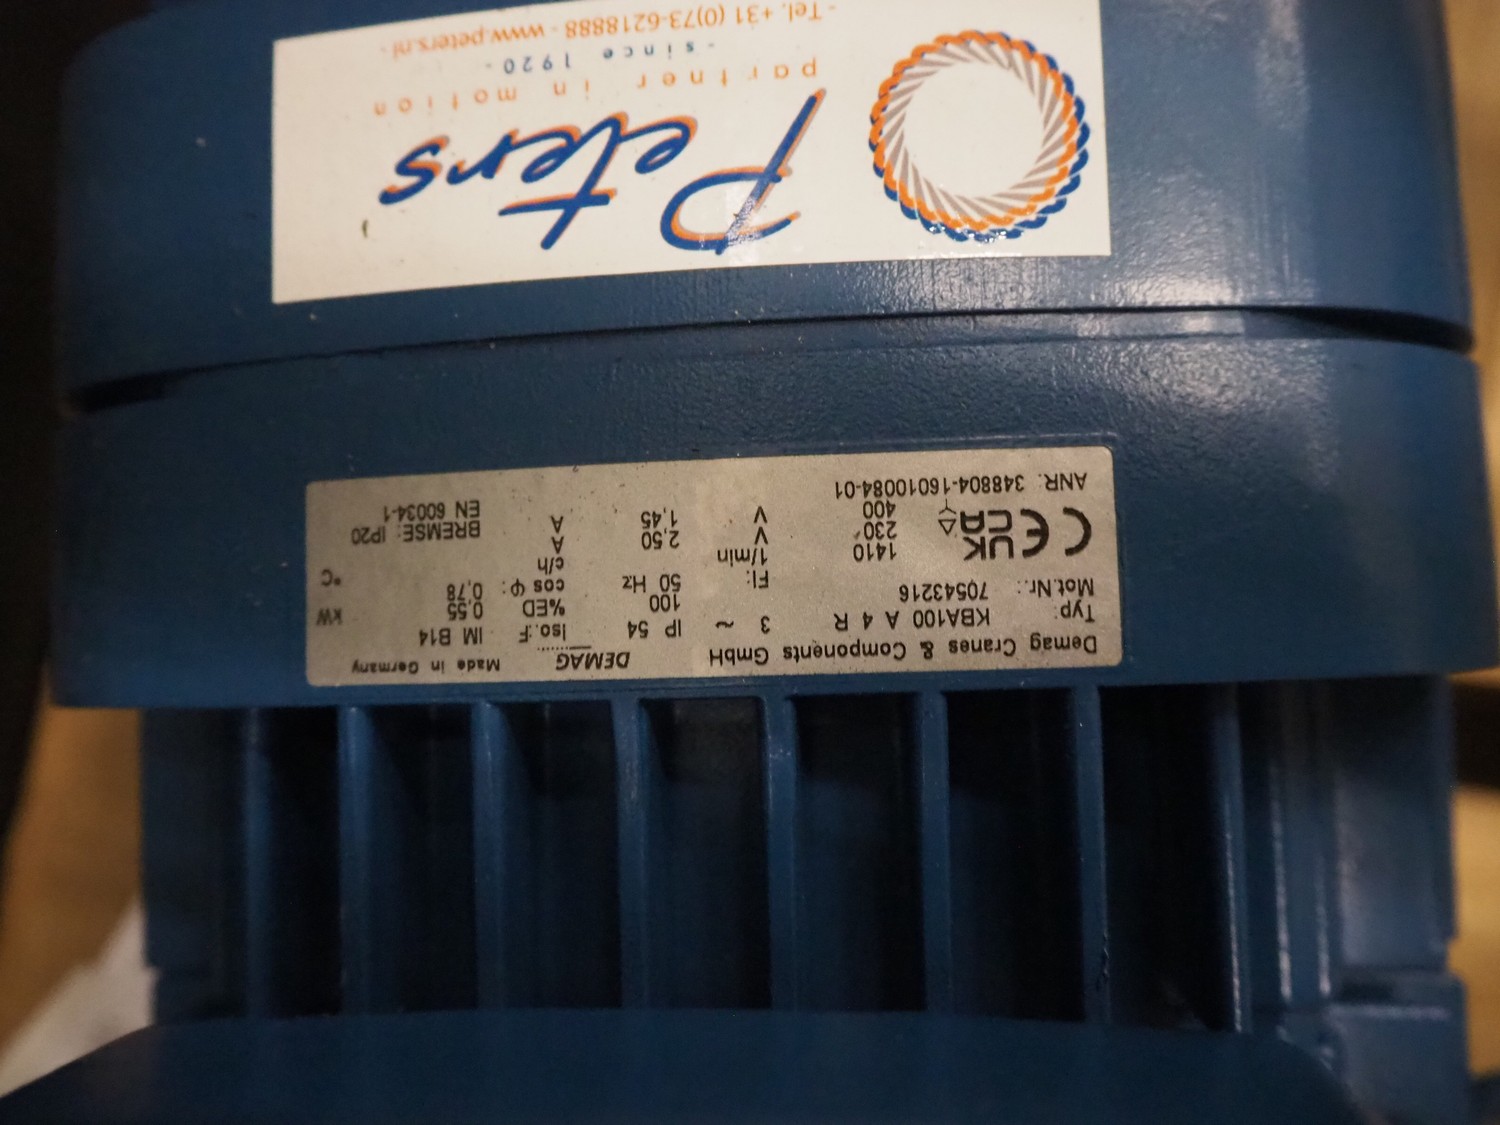 Demag Cranes & Components GmbH DEMAG Made in Germany
Typ: KBA100 A 4 R 3 ~ IP 54 Iso.:F IM B14
Mot.Nr.: 70543216 Fl: 100 %ED 0,55 kW
50 Hz cos φ: 0,78 °C
CE UK CA 1410 1/min c/h
△ 230 V 2,50 A BREMSE: IP20
Y 400 V 1,45 A EN 60034-1
ANR: 348804-16010084-01
Peters
partner in motion
- since 1920 -
- Tel. +31 (0)73-6218888 - www.peters.nl -